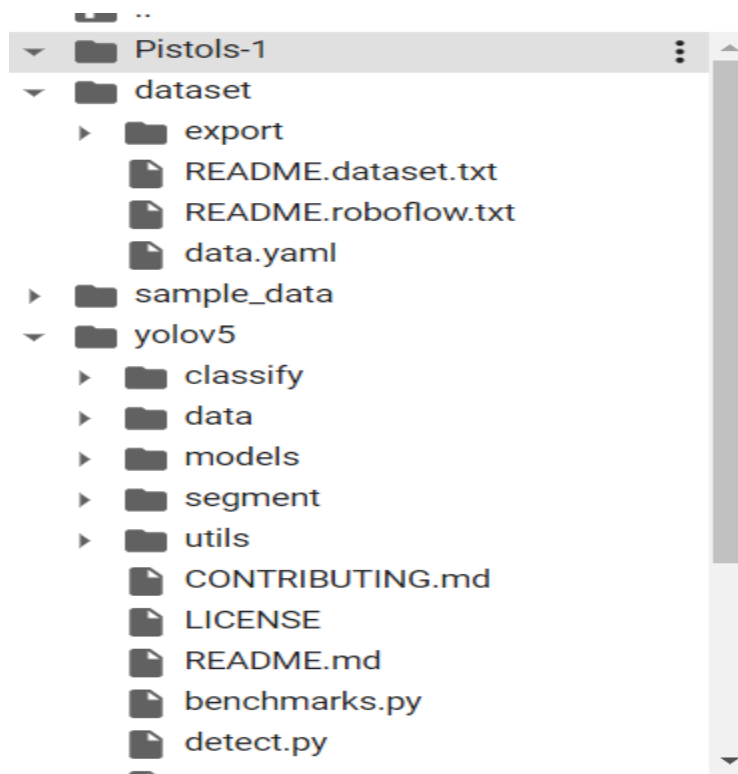 ..
Pistols-1
dataset
export
README.dataset.txt
README.roboflow.txt
data.yaml
sample_data
yolov5
classify
data
models
segment
utils
CONTRIBUTING.md
LICENSE
README.md
benchmarks.py
detect.py